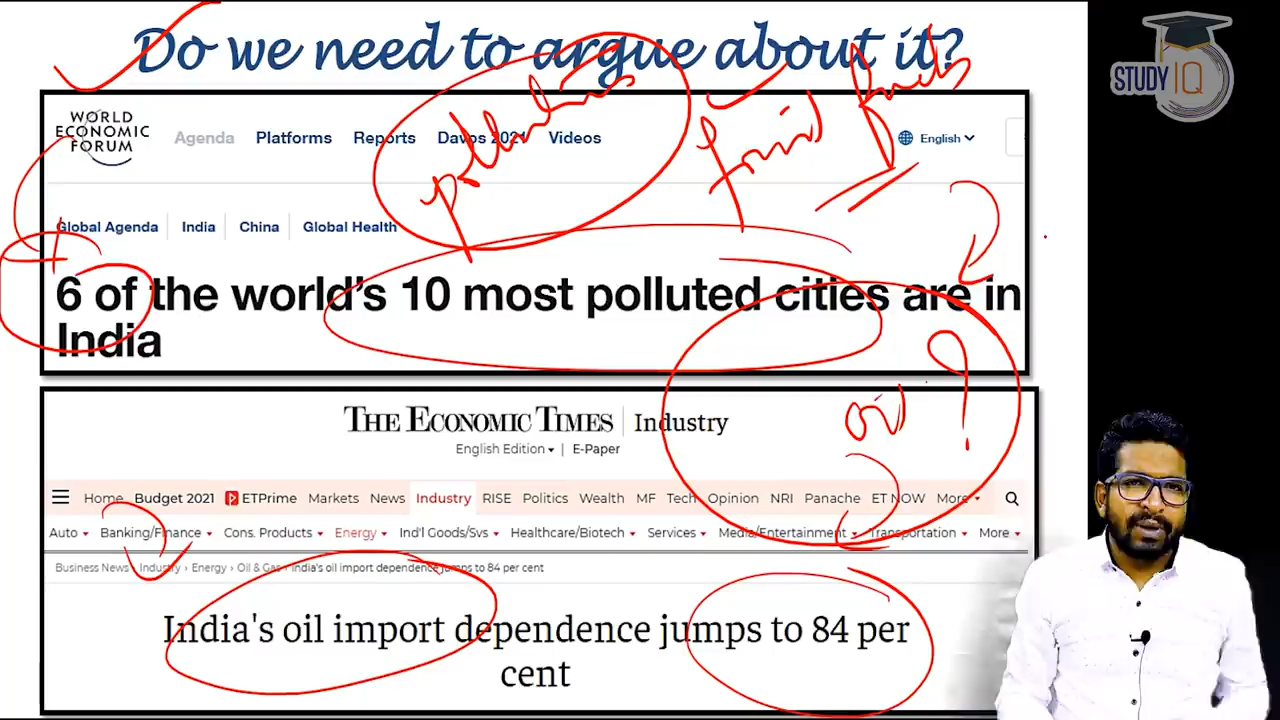 Do we need to argue about it?
STUDY IQ
WORLD
ECONOMIC
FORUM
Agenda Platforms Reports Davos 2021 Videos English
pollution
fossil fuels
Global Agenda India China Global Health
6 of the world's 10 most polluted cities are in
India
oil ?
THE ECONOMIC TIMES | Industry
English Edition | E-Paper
Home Budget 2021 ETPrime Markets News Industry RISE Politics Wealth MF Tech Opinion NRI Panache ET NOW More
Auto Banking/Finance Cons. Products Energy Ind'l Goods/Svs Healthcare/Biotech Services Media/Entertainment Transportation More
Business News › Industry › Energy › Oil & Gas › India's oil import dependence jumps to 84 per cent
India's oil import dependence jumps to 84 per
cent